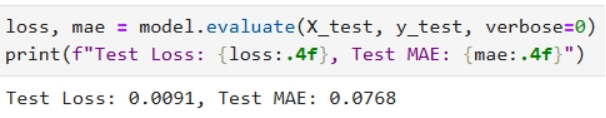 loss, mae = model.evaluate(X_test, y_test, verbose=0)
print(f"Test Loss: {loss:.4f}, Test MAE: {mae:.4f}")
Test Loss: 0.0091, Test MAE: 0.0768